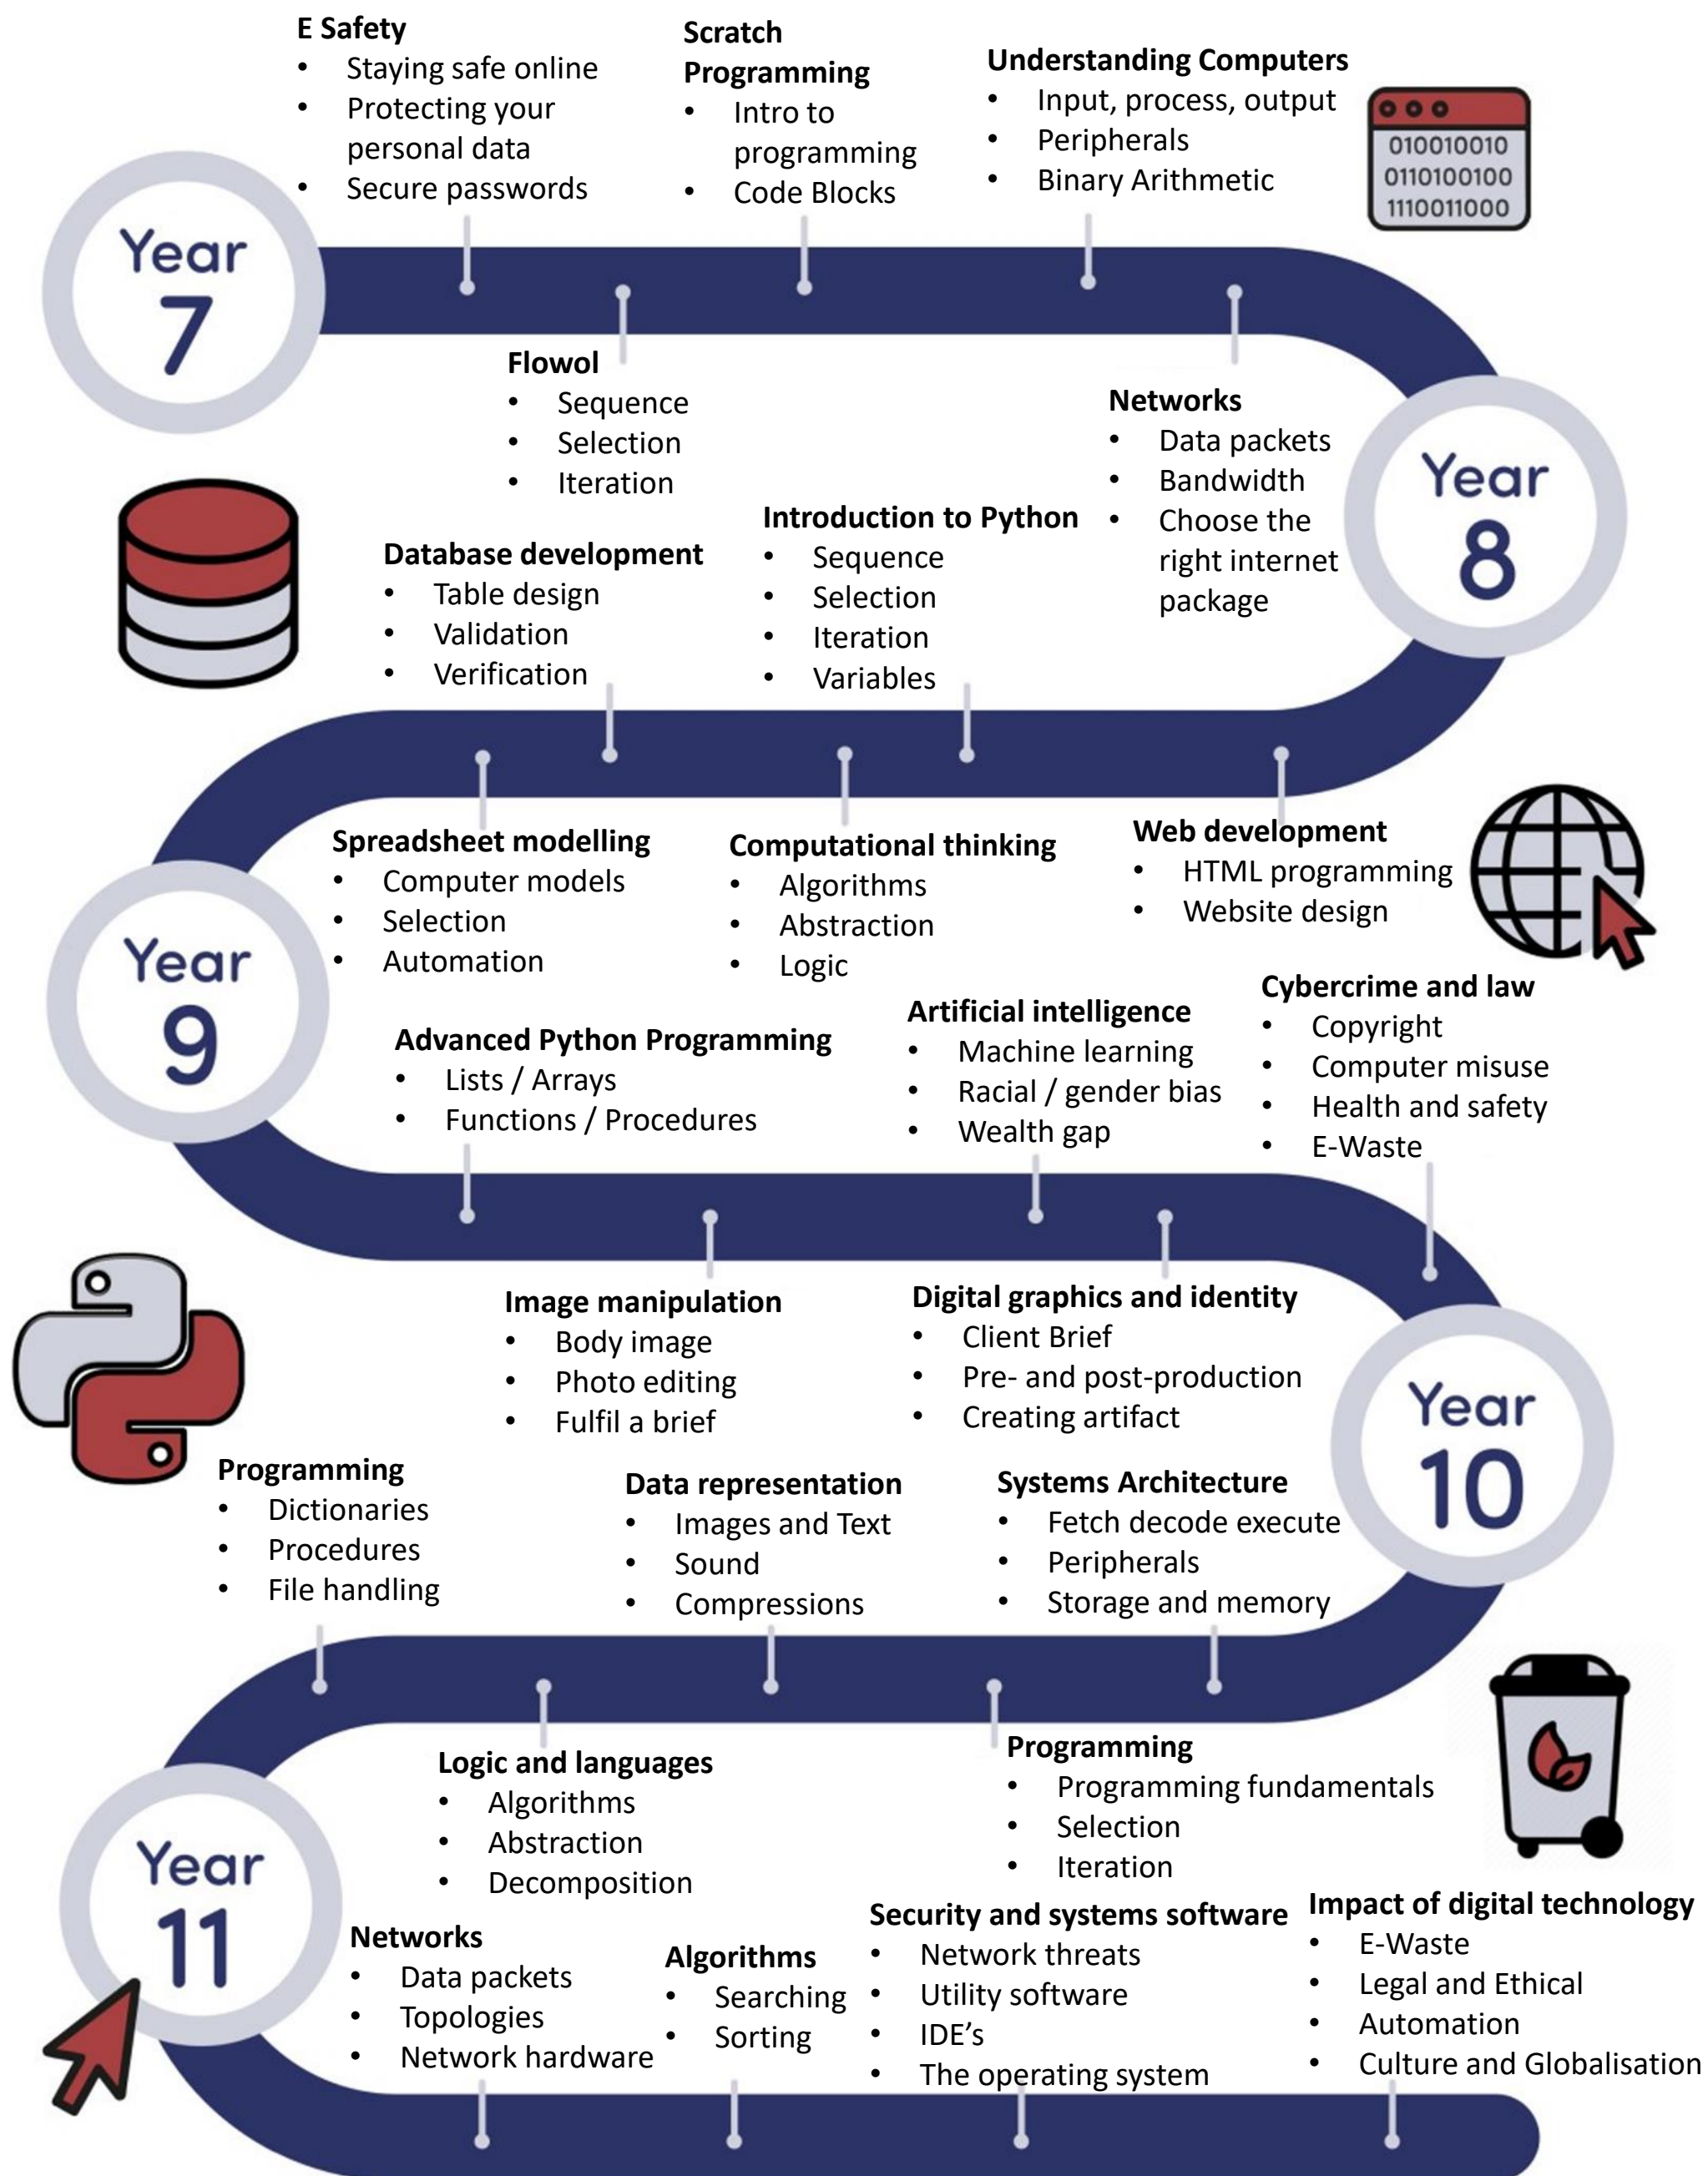 E Safety
• Staying safe online
• Protecting your
personal data
• Secure passwords
Scratch
Programming
• Intro to
programming
• Code Blocks
Understanding Computers
• Input, process, output
• Peripherals
• Binary Arithmetic
010010010
0110100100
1110011000
Year
7
Flowol
• Sequence
• Selection
• Iteration
Networks
• Data packets
• Bandwidth
• Choose the
right internet
package
Year
8
Database development
• Table design
• Validation
• Verification
Introduction to Python
• Sequence
• Selection
• Iteration
• Variables
Spreadsheet modelling
• Computer models
• Selection
• Automation
Computational thinking
• Algorithms
• Abstraction
• Logic
Web development
• HTML programming
• Website design
Year
9
Advanced Python Programming
• Lists / Arrays
• Functions / Procedures
Artificial intelligence
• Machine learning
• Racial / gender bias
• Wealth gap
Cybercrime and law
• Copyright
• Computer misuse
• Health and safety
• E-Waste
Image manipulation
• Body image
• Photo editing
• Fulfil a brief
Digital graphics and identity
• Client Brief
• Pre- and post-production
• Creating artifact
Year
10
Programming
• Dictionaries
• Procedures
• File handling
Data representation
• Images and Text
• Sound
• Compressions
Systems Architecture
• Fetch decode execute
• Peripherals
• Storage and memory
Logic and languages
• Algorithms
• Abstraction
• Decomposition
Programming
• Programming fundamentals
• Selection
• Iteration
Year
11
Networks
• Data packets
• Topologies
• Network hardware
Algorithms
• Searching
• Sorting
Security and systems software
• Network threats
• Utility software
• IDE’s
• The operating system
Impact of digital technology
• E-Waste
• Legal and Ethical
• Automation
• Culture and Globalisation